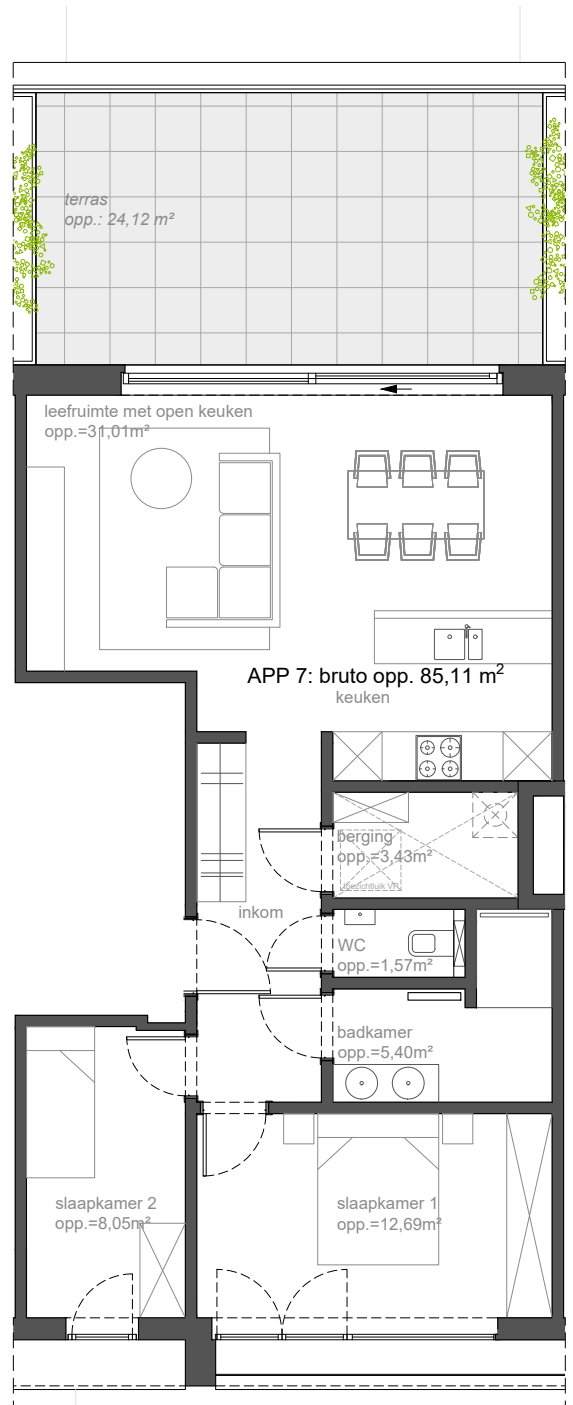 terras
opp.: 24,12 m²
leefruimte met open keuken
opp.=31,01m²
APP 7: bruto opp. 85,11 m²
keuken
berging
opp.=3,43m²
toezichtluik VR
inkom
WC
opp.=1,57m²
badkamer
opp.=5,40m²
slaapkamer 2
opp.=8,05m²
slaapkamer 1
opp.=12,69m²